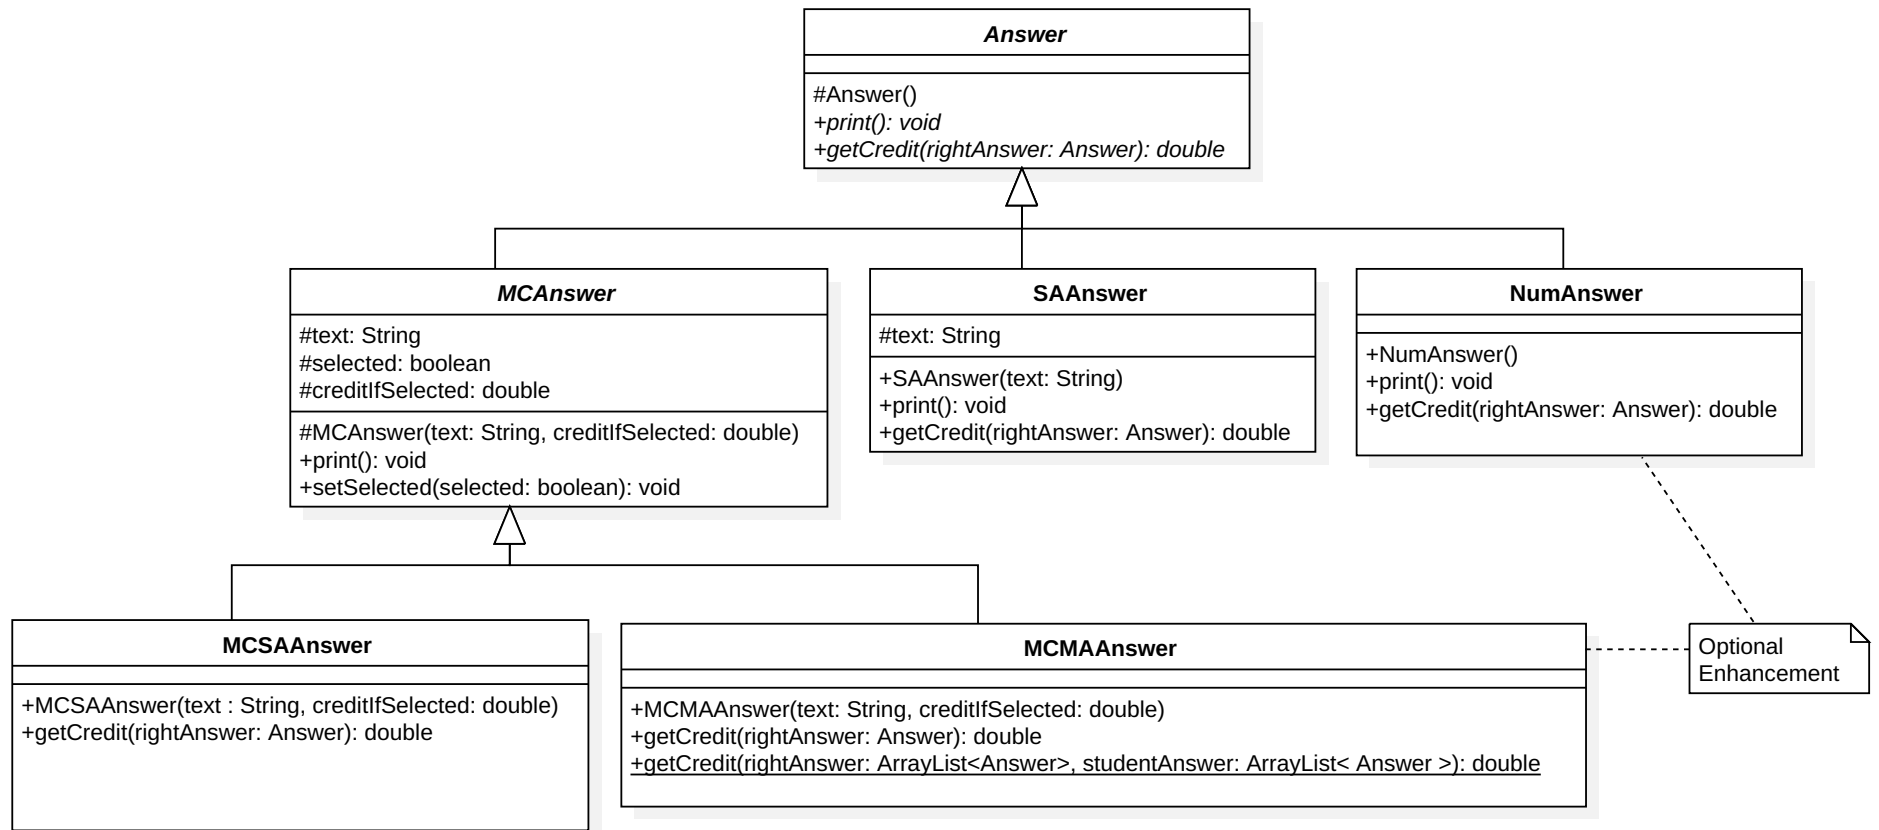 Answer
#Answer()
+print(): void
+getCredit(rightAnswer: Answer): double
MCAnswer
#text: String
#selected: boolean
#creditIfSelected: double
#MCAnswer(text: String, creditIfSelected: double)
+print(): void
+setSelected(selected: boolean): void
SAAnswer
#text: String
+SAAnswer(text: String)
+print(): void
+getCredit(rightAnswer: Answer): double
NumAnswer
+NumAnswer()
+print(): void
+getCredit(rightAnswer: Answer): double
MCSAAnswer
+MCSAAnswer(text : String, creditIfSelected: double)
+getCredit(rightAnswer: Answer): double
MCMAAnswer
+MCMAAnswer(text: String, creditIfSelected: double)
+getCredit(rightAnswer: Answer): double
+getCredit(rightAnswer: ArrayList<Answer>, studentAnswer: ArrayList< Answer >): double
Optional
Enhancement